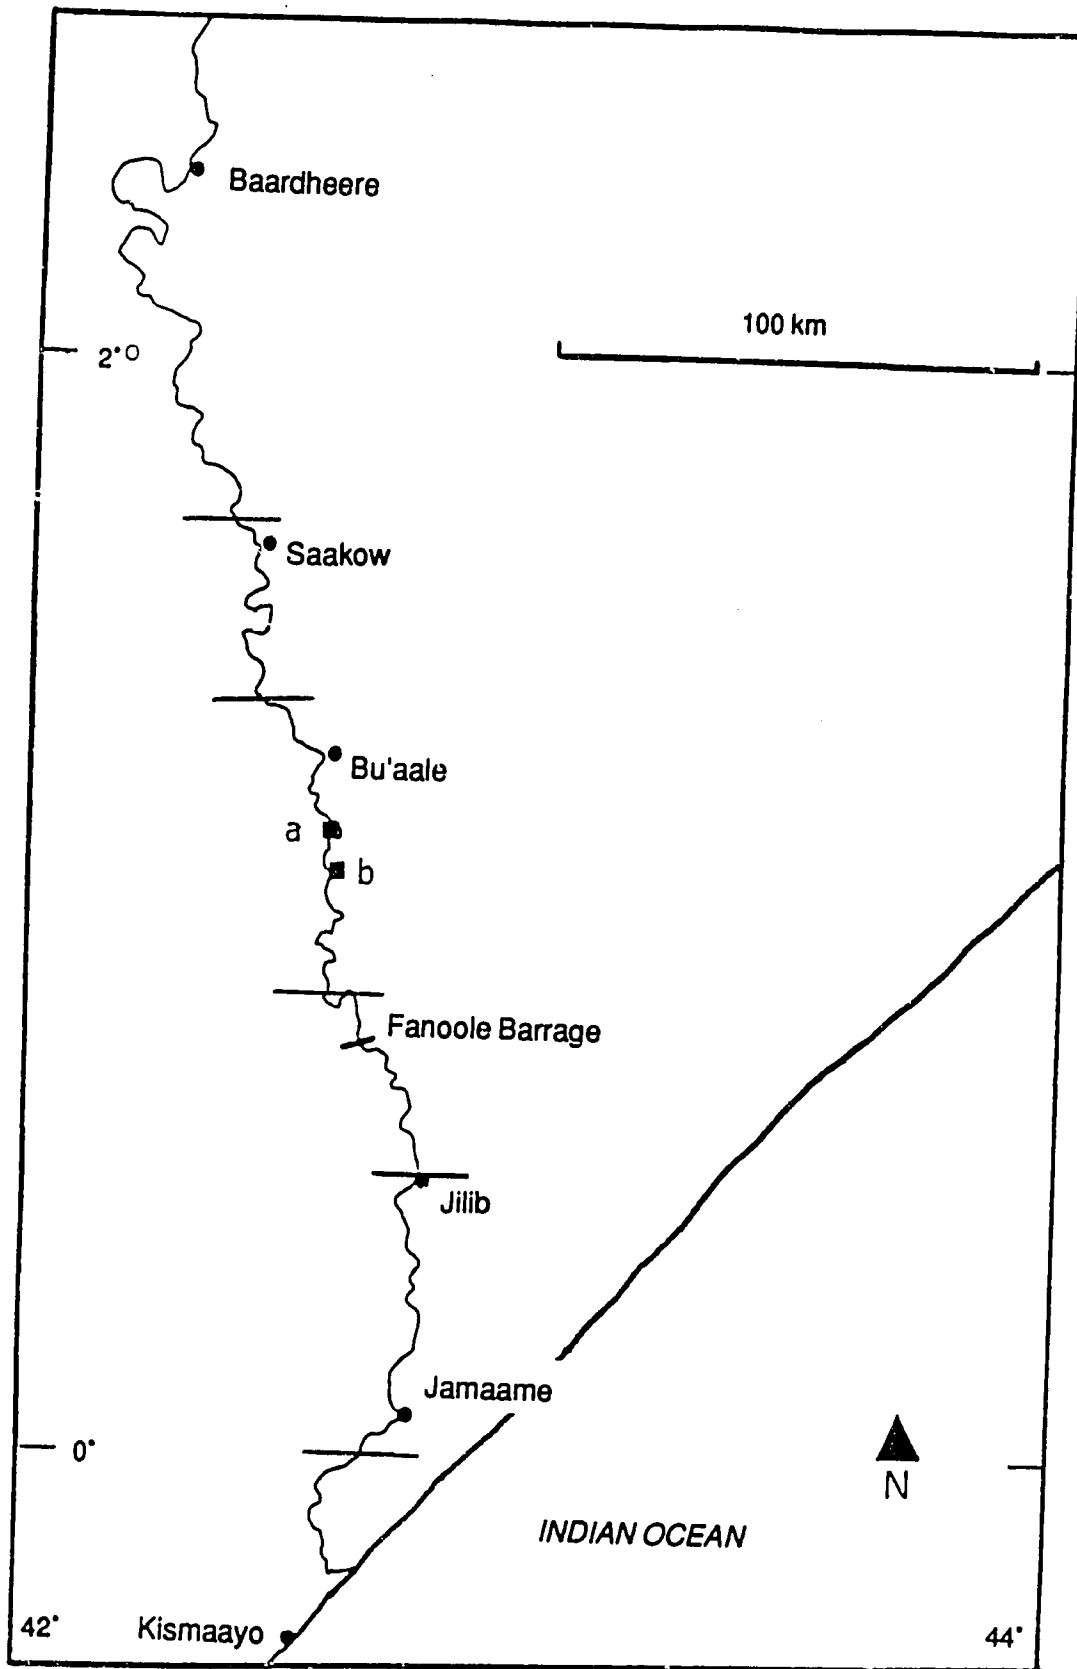 Baardheere
100 km
2°
Saakow
Bu'aale
a
b
Fanoole Barrage
Jilib
Jamaame
0°
N
INDIAN OCEAN
42°
Kismaayo
44°